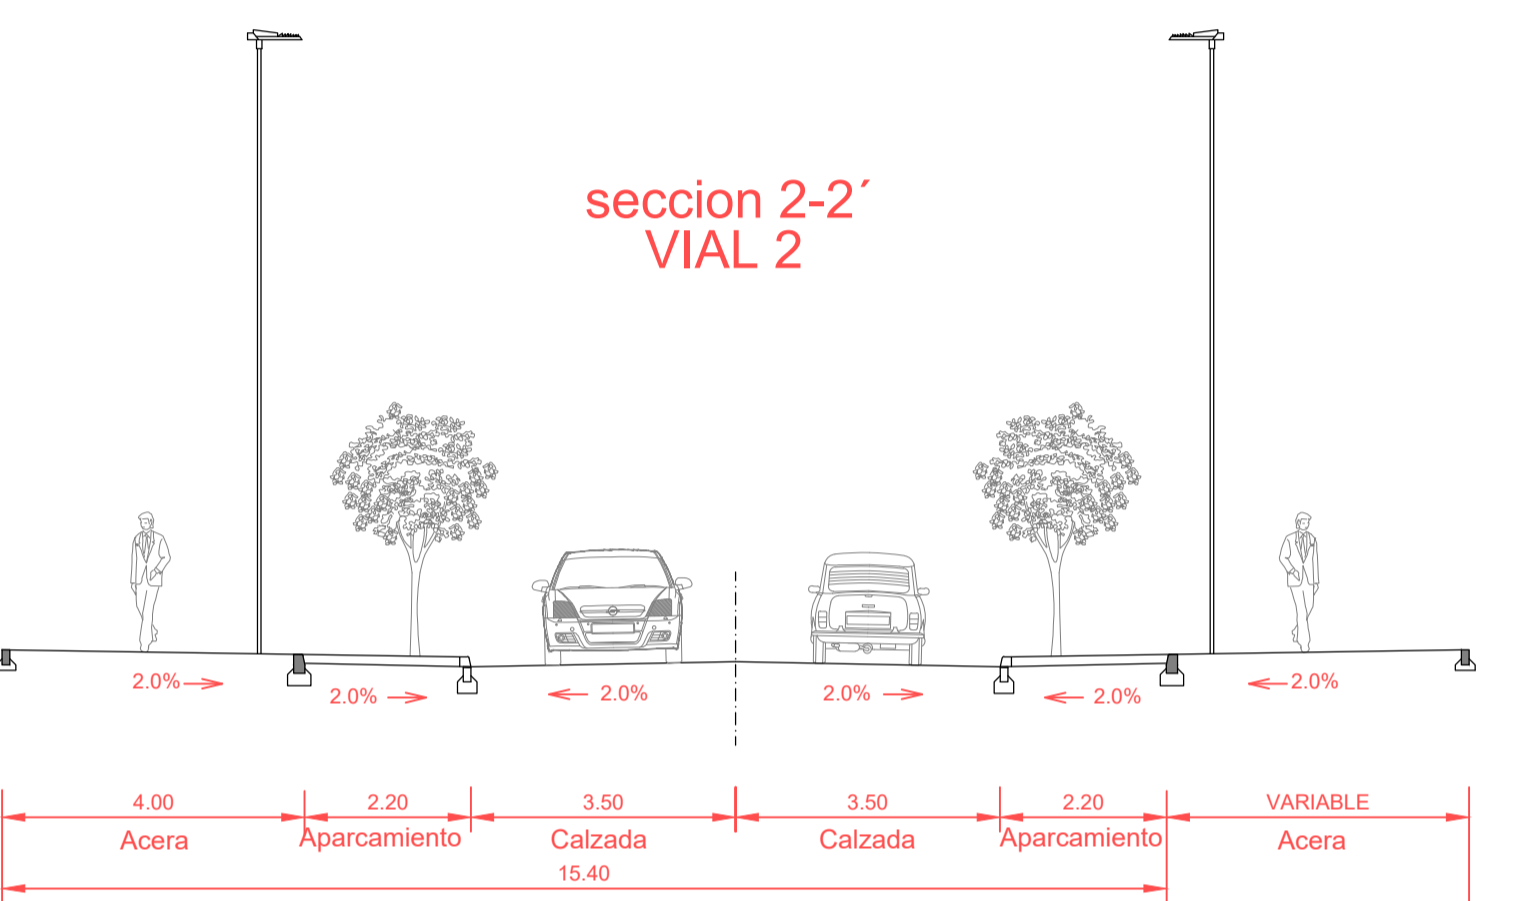 seccion 2-2´
VIAL 2
2.0%
2.0%
2.0%
2.0%
2.0%
2.0%
4.00
2.20
3.50
3.50
2.20
VARIABLE
Acera
Aparcamiento
Calzada
Calzada
Aparcamiento
Acera
15.40